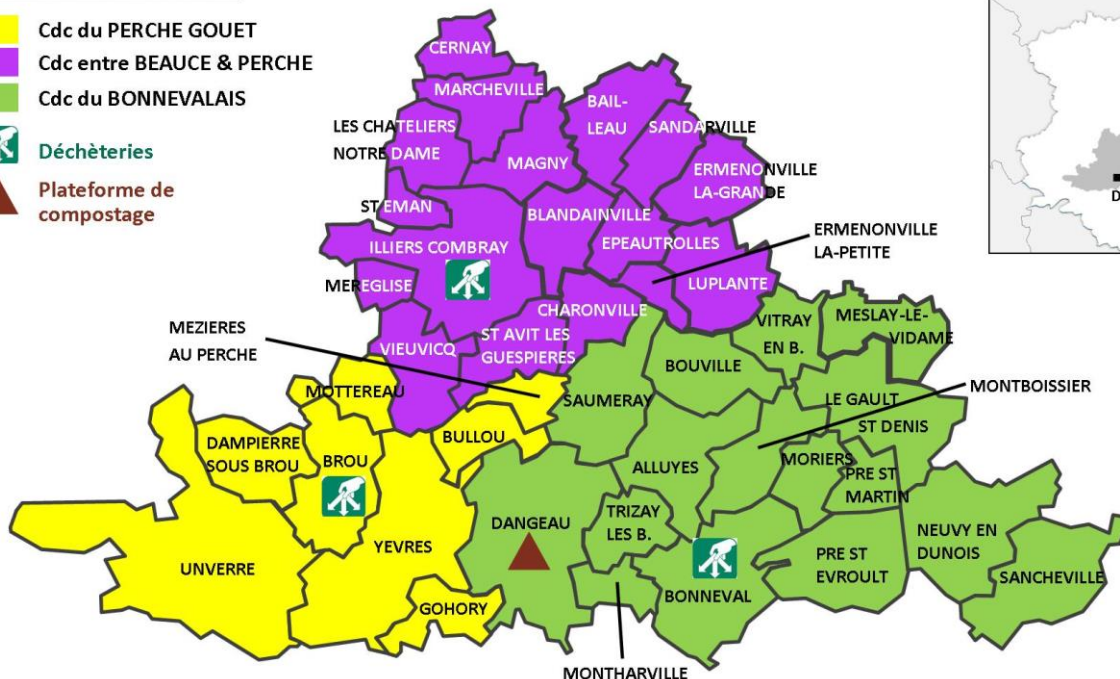 Cdc du PERCHE GOUET
Cdc entre BEAUCE & PERCHE
Cdc du BONNEVALAIS
Déchèteries
Plateforme de
compostage
CERNAY
MARCHEVILLE
BAIL-
LEAU
LES CHATELIERS
NOTRE DAME
SANDARVILLE
MAGNY
ERMENONVILLE
LA-GRANDE
ST EMAN
BLANDAINVILLE
ILLIERS COMBRAY
EPEAUTROLLES
ERMENONVILLE
LA-PETITE
MEREGLISE
LUPLANTE
CHARONVILLE
MEZIERES
AU PERCHE
VIEUVICQ
ST AVIT LES
GUESPIERES
VITRAY
EN B.
MESLAY-LE-
VIDAME
BOUVILLE
MOTTEREAU
SAUMERAY
LE GAULT
ST DENIS
MONTBOISSIER
DAMPIERRE
SOUS BROU
BROU
BULLOU
ALLUYES
MORIERS
PRE ST
MARTIN
DANGEAU
TRIZAY
LES B.
NEUVY EN
DUNOIS
YEVRES
UNVERRE
PRE ST
EVROULT
SANCHEVILLE
GOHORY
BONNEVAL
MONTHARVILLE
D